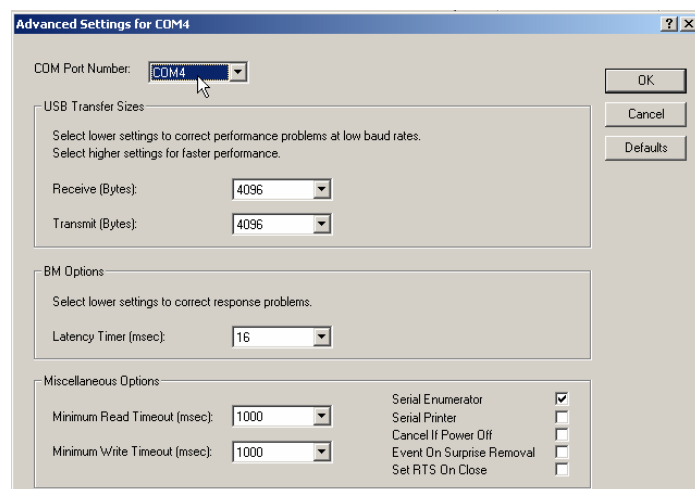 Advanced Settings for COM4
COM Port Number: COM4
OK
Cancel
Defaults
USB Transfer Sizes
Select lower settings to correct performance problems at low baud rates.
Select higher settings for faster performance.
Receive (Bytes): 4096
Transmit (Bytes): 4096
BM Options
Select lower settings to correct response problems.
Latency Timer (msec): 16
Miscellaneous Options
Minimum Read Timeout (msec): 1000
Minimum Write Timeout (msec): 1000
Serial Enumerator
Serial Printer
Cancel If Power Off
Event On Surprise Removal
Set RTS On Close